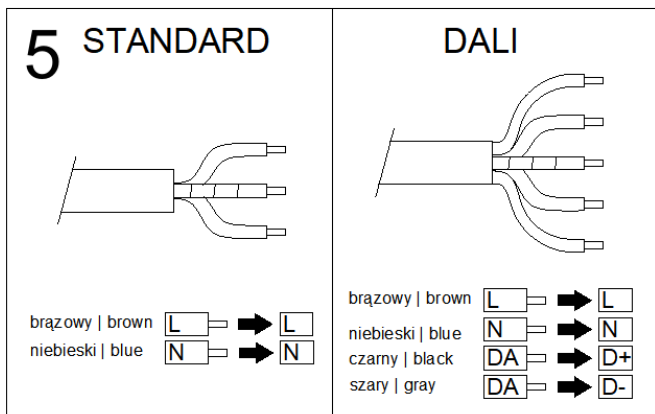 5 STANDARD
brązowy | brown L L
niebieski | blue N N
DALI
brązowy | brown L L
niebieski | blue N N
czarny | black DA D+
szary | gray DA D-